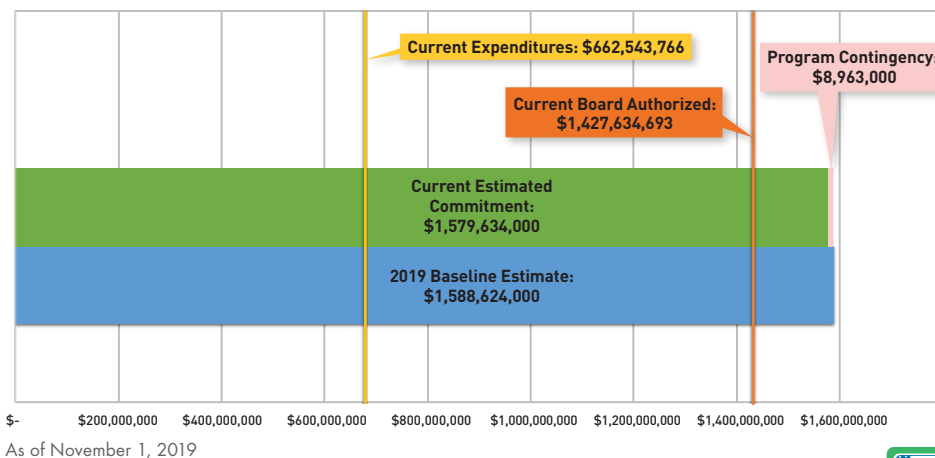 Current Expenditures: $662,543,766
Program Contingency:
$8,963,000
Current Board Authorized:
$1,427,634,693
Current Estimated
Commitment:
$1,579,634,000
2019 Baseline Estimate:
$1,588,624,000
$- $200,000,000 $400,000,000 $600,000,000 $800,000,000 $1,000,000,000 $1,200,000,000 $1,400,000,000 $1,600,000,000
As of November 1, 2019